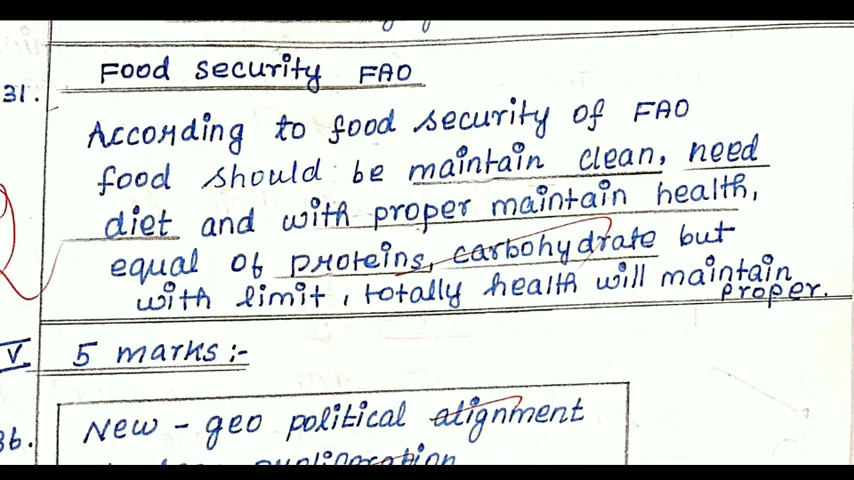 31. Food security FAO
According to food security of FAO
food should be maintain clean, need
diet and with proper maintain health,
equal of proteins, carbohydrate but
with limit, totally health will maintain
proper.
V 5 marks :-
36. New - geo political alignment